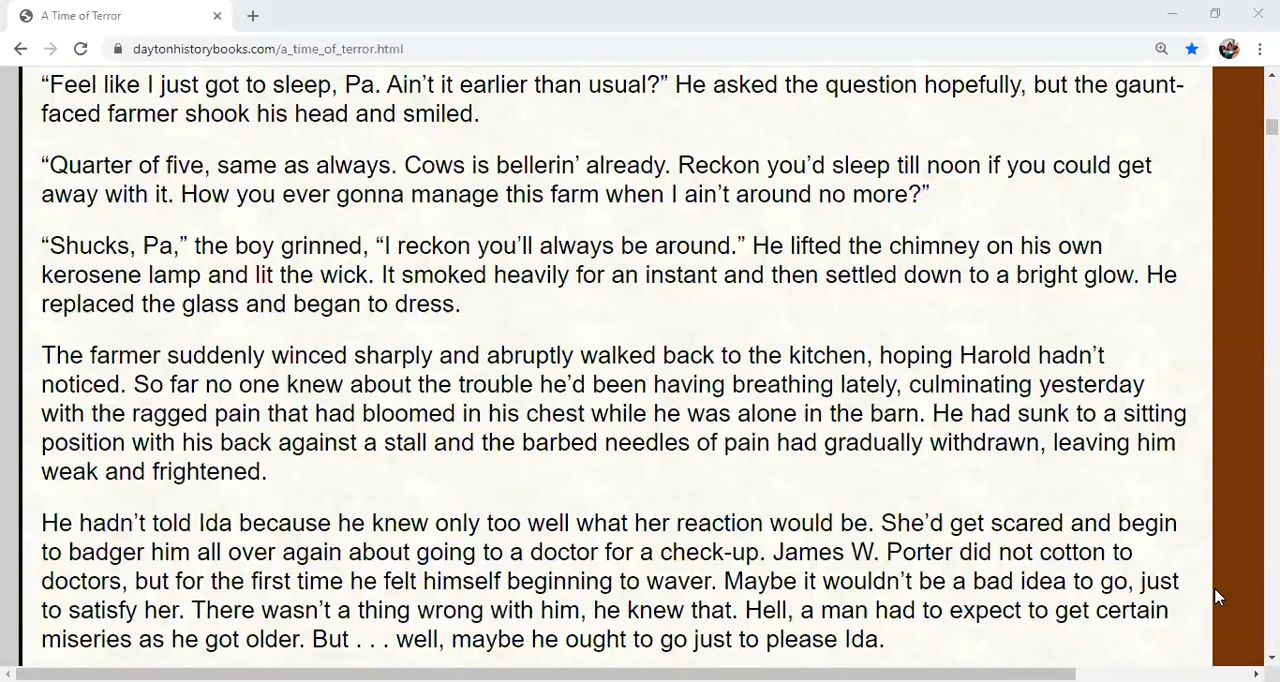 A Time of Terror
daytonhistorybooks.com/a_time_of_terror.html
“Feel like I just got to sleep, Pa. Ain’t it earlier than usual?” He asked the question hopefully, but the gaunt-
faced farmer shook his head and smiled.
“Quarter of five, same as always. Cows is bellerin’ already. Reckon you’d sleep till noon if you could get
away with it. How you ever gonna manage this farm when I ain’t around no more?”
“Shucks, Pa,” the boy grinned, “I reckon you’ll always be around.” He lifted the chimney on his own
kerosene lamp and lit the wick. It smoked heavily for an instant and then settled down to a bright glow. He
replaced the glass and began to dress.
The farmer suddenly winced sharply and abruptly walked back to the kitchen, hoping Harold hadn’t
noticed. So far no one knew about the trouble he’d been having breathing lately, culminating yesterday
with the ragged pain that had bloomed in his chest while he was alone in the barn. He had sunk to a sitting
position with his back against a stall and the barbed needles of pain had gradually withdrawn, leaving him
weak and frightened.
He hadn’t told Ida because he knew only too well what her reaction would be. She’d get scared and begin
to badger him all over again about going to a doctor for a check-up. James W. Porter did not cotton to
doctors, but for the first time he felt himself beginning to waver. Maybe it wouldn’t be a bad idea to go, just
to satisfy her. There wasn’t a thing wrong with him, he knew that. Hell, a man had to expect to get certain
miseries as he got older. But . . . well, maybe he ought to go just to please Ida.